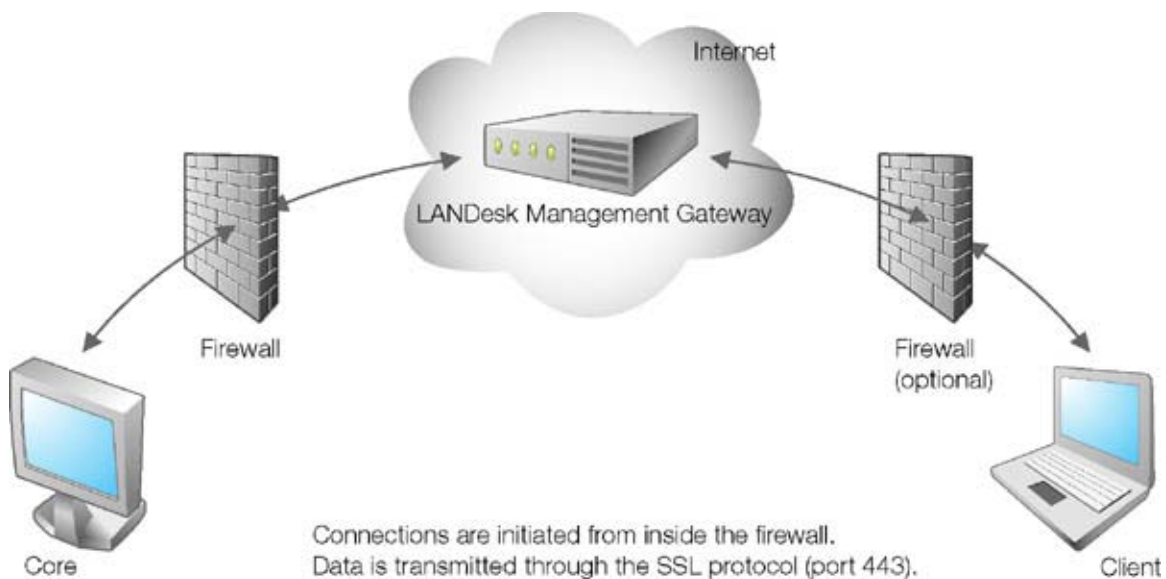 Internet
LANDesk Management Gateway
Firewall
Firewall
(optional)
Core
Connections are initiated from inside the firewall.
Data is transmitted through the SSL protocol (port 443).
Client